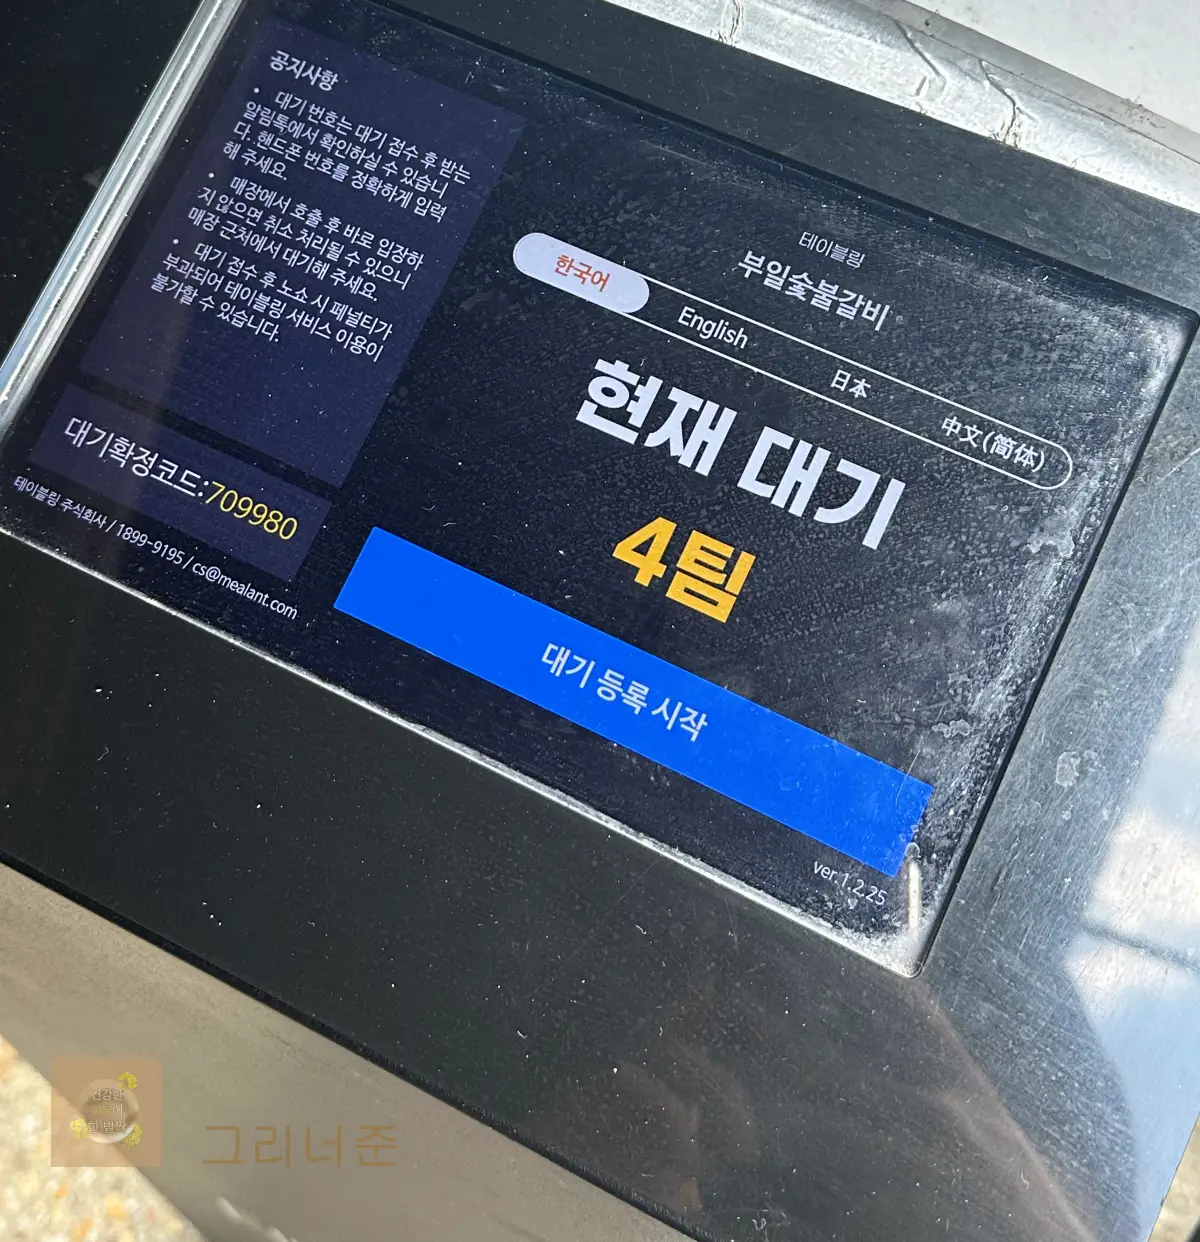 공지사항
• 대기 번호는 대기 접수 후 받는
알림톡에서 확인하실 수 있습니
다. 핸드폰 번호를 정확하게 입력
해 주세요.
• 매장에서 호출 후 바로 입장하
지 않으면 취소 처리될 수 있으니
매장 근처에서 대기해 주세요.
• 대기 접수 후 노쇼 시 페널티가
부과되어 테이블링 서비스 이용이
불가할 수 있습니다.
대기확정코드:709980
테이블링 주식회사 / 1899-9195 / cs@mealant.com
테이블링
부임숯불갈비
한국어
English
日本
中文(简体)
현재 대기
4팀
대기 등록 시작
ver.1.2.25
건강한
한 발짝
그리너준